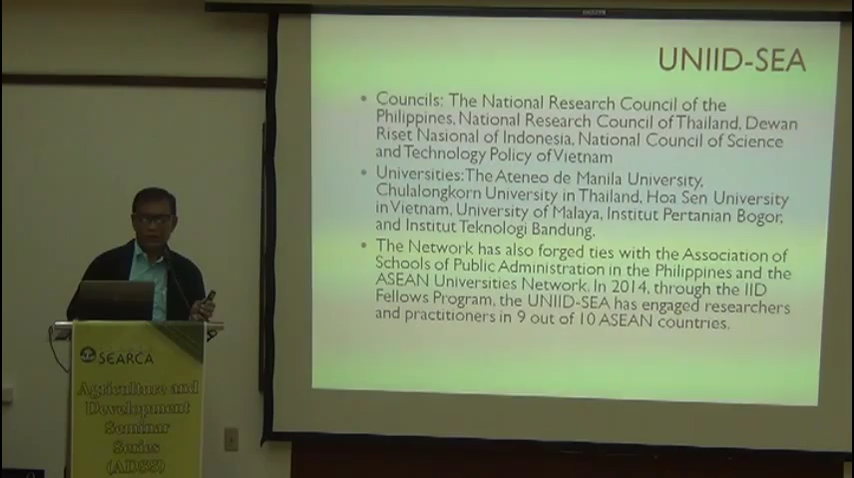 UNIID-SEA
• Councils: The National Research Council of the
Philippines, National Research Council of Thailand, Dewan
Riset Nasional of Indonesia, National Council of Science
and Technology Policy of Vietnam
• Universities: The Ateneo de Manila University,
Chulalongkorn University in Thailand, Hoa Sen University
in Vietnam, University of Malaya, Institut Pertanian Bogor,
and Institut Teknologi Bandung.
• The Network has also forged ties with the Association of
Schools of Public Administration in the Philippines and the
ASEAN Universities Network. In 2014, through the IID
Fellows Program, the UNIID-SEA has engaged researchers
and practitioners in 9 out of 10 ASEAN countries.
SEARCA
Agriculture and
Development
Seminar
Series
(ADSS)